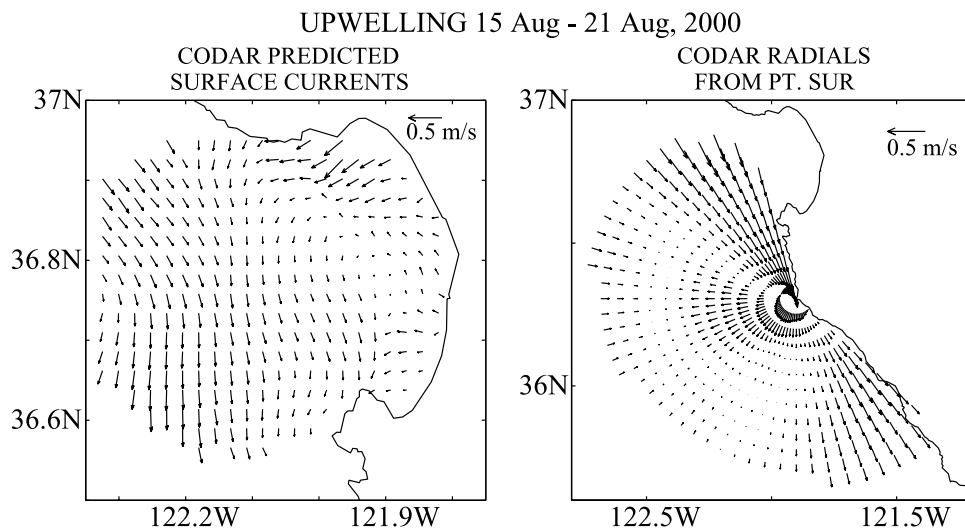 UPWELLING 15 Aug - 21 Aug, 2000
CODAR PREDICTED
SURFACE CURRENTS
37N
0.5 m/s
36.8N
36.6N
122.2W
121.9W
CODAR RADIALS
FROM PT. SUR
37N
0.5 m/s
36N
122.5W
121.5W